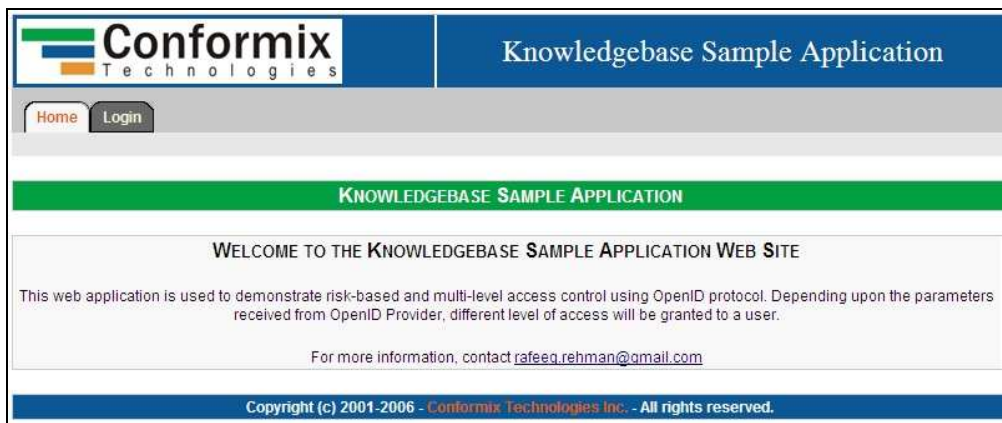 Conformix
Technologies
Knowledgebase Sample Application
Home
Login
KNOWLEDGEBASE SAMPLE APPLICATION
WELCOME TO THE KNOWLEDGEBASE SAMPLE APPLICATION WEB SITE
This web application is used to demonstrate risk-based and multi-level access control using OpenID protocol. Depending upon the parameters
received from OpenID Provider, different level of access will be granted to a user.
For more information, contact rafeeq.rehman@gmail.com
Copyright (c) 2001-2006 - Conformix Technologies Inc. - All rights reserved.